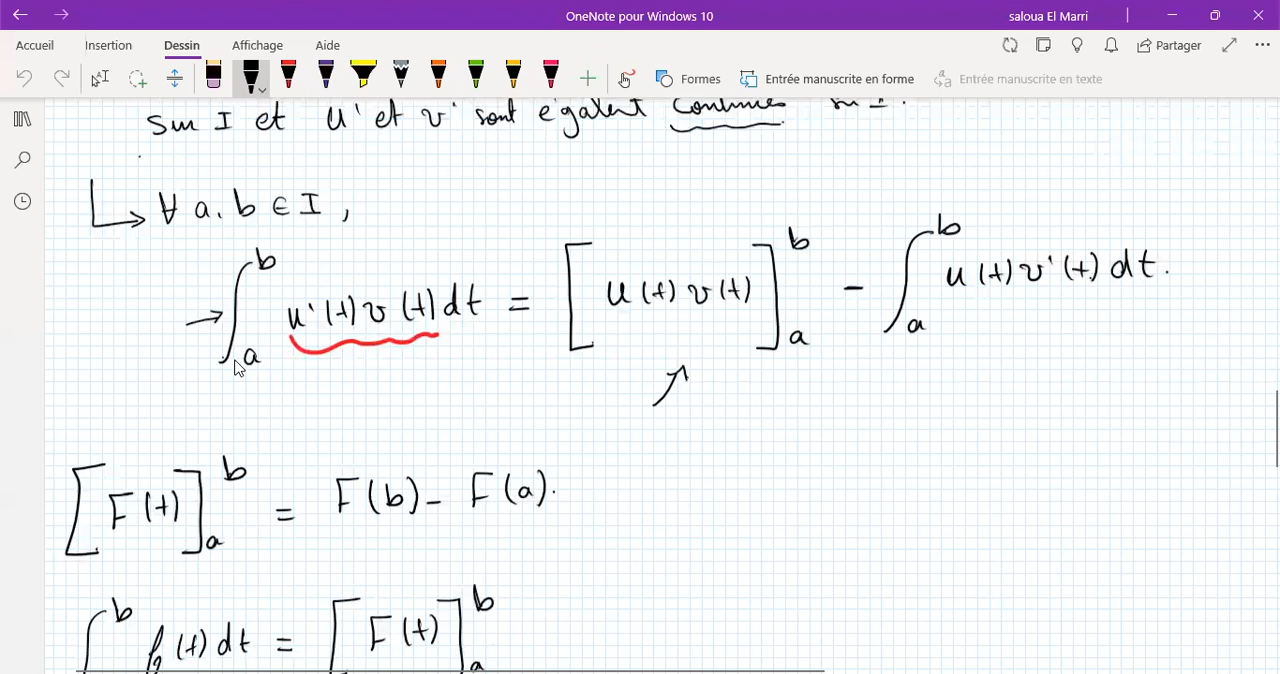 OneNote pour Windows 10
saloua El Marri
Accueil Insertion Dessin Affichage Aide
Partager
Formes Entrée manuscrite en forme Entrée manuscrite en texte
sur I et u' et v' sont égalent continues sur I.
↳ ∀ a, b ∈ I,
→ ∫_a^b u'(t) v(t) dt = [u(t) v(t)]_a^b - ∫_a^b u(t) v'(t) dt.
[F(t)]_a^b = F(b) - F(a).
∫^b f(t) dt = [F(t)]_a^b